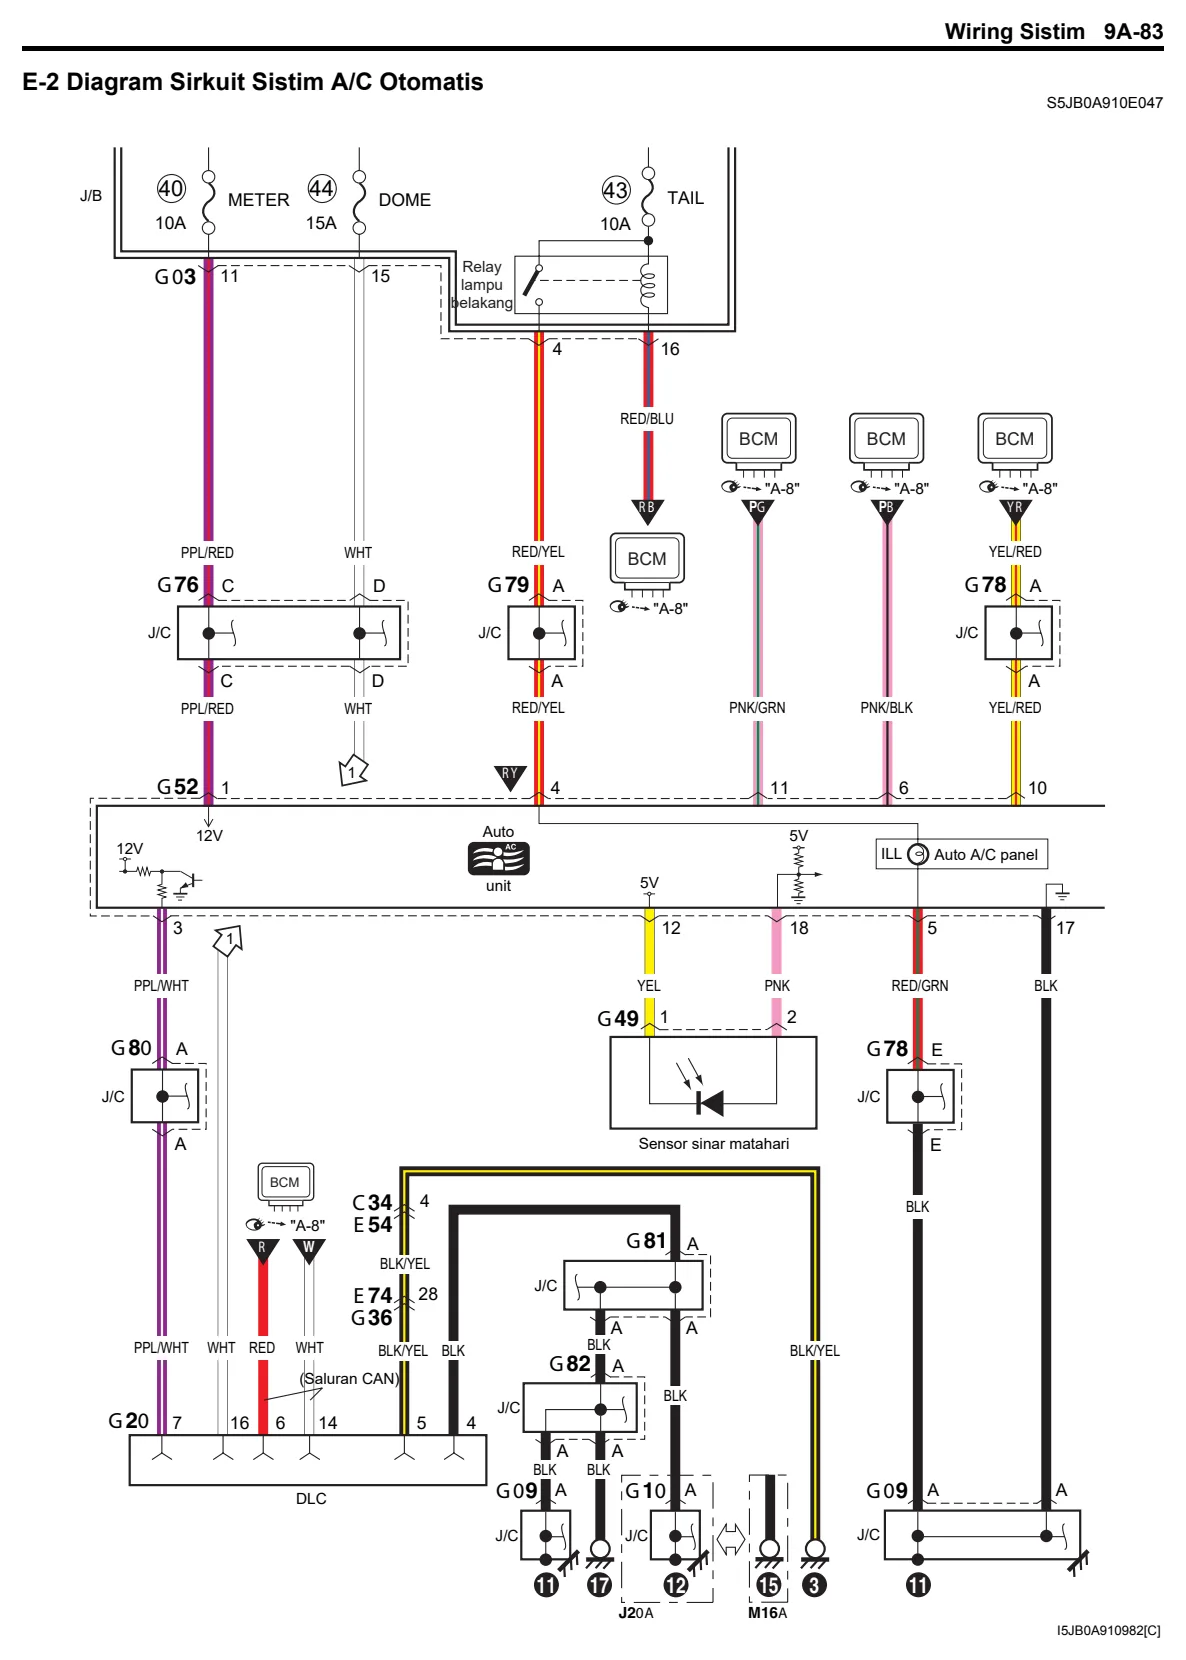 Wiring Sistim 9A-83
E-2 Diagram Sirkuit Sistim A/C Otomatis
S5JB0A910E047
J/B
40
10A
METER
44
15A
DOME
43
10A
TAIL
G03 11 15
Relay
lampu
belakang
4 16
RED/BLU
BCM BCM BCM
"A-8" "A-8" "A-8"
RB PG PB YR
BCM
"A-8"
PPL/RED WHT RED/YEL YEL/RED
G76 C D G79 A G78 A
J/C J/C J/C
C D A A
PPL/RED WHT RED/YEL PNK/GRN PNK/BLK YEL/RED
1
RY
G52 1 4 11 6 10
12V
12V
Auto
AC
unit
5V
5V
ILL Auto A/C panel
3 1 12 18 5 17
PPL/WHT YEL PNK RED/GRN BLK
G49 1 2
G80 A G78 E
J/C J/C
A E
Sensor sinar matahari
BCM
"A-8"
R W
C34 4
E54
BLK/YEL
E74 28
G36
BLK
G81 A
J/C
A A
BLK
G82 A
PPL/WHT WHT RED WHT BLK/YEL BLK BLK/YEL
(Saluran CAN)
BLK
J/C
G20 7 16 6 14 5 4
DLC
A A
BLK BLK
G09 A G10 A G09 A A
J/C J/C J/C
11 17 12 15 3 11
J20A M16A
I5JB0A910982[C]